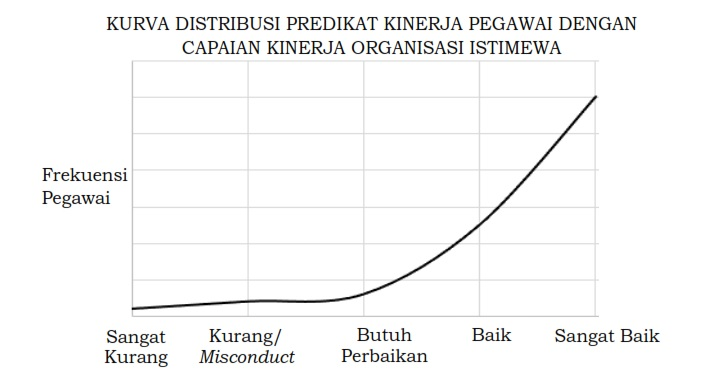 KURVA DISTRIBUSI PREDIKAT KINERJA PEGAWAI DENGAN
CAPAIAN KINERJA ORGANISASI ISTIMEWA
Frekuensi
Pegawai
Sangat
Kurang
Kurang/
Misconduct
Butuh
Perbaikan
Baik
Sangat Baik